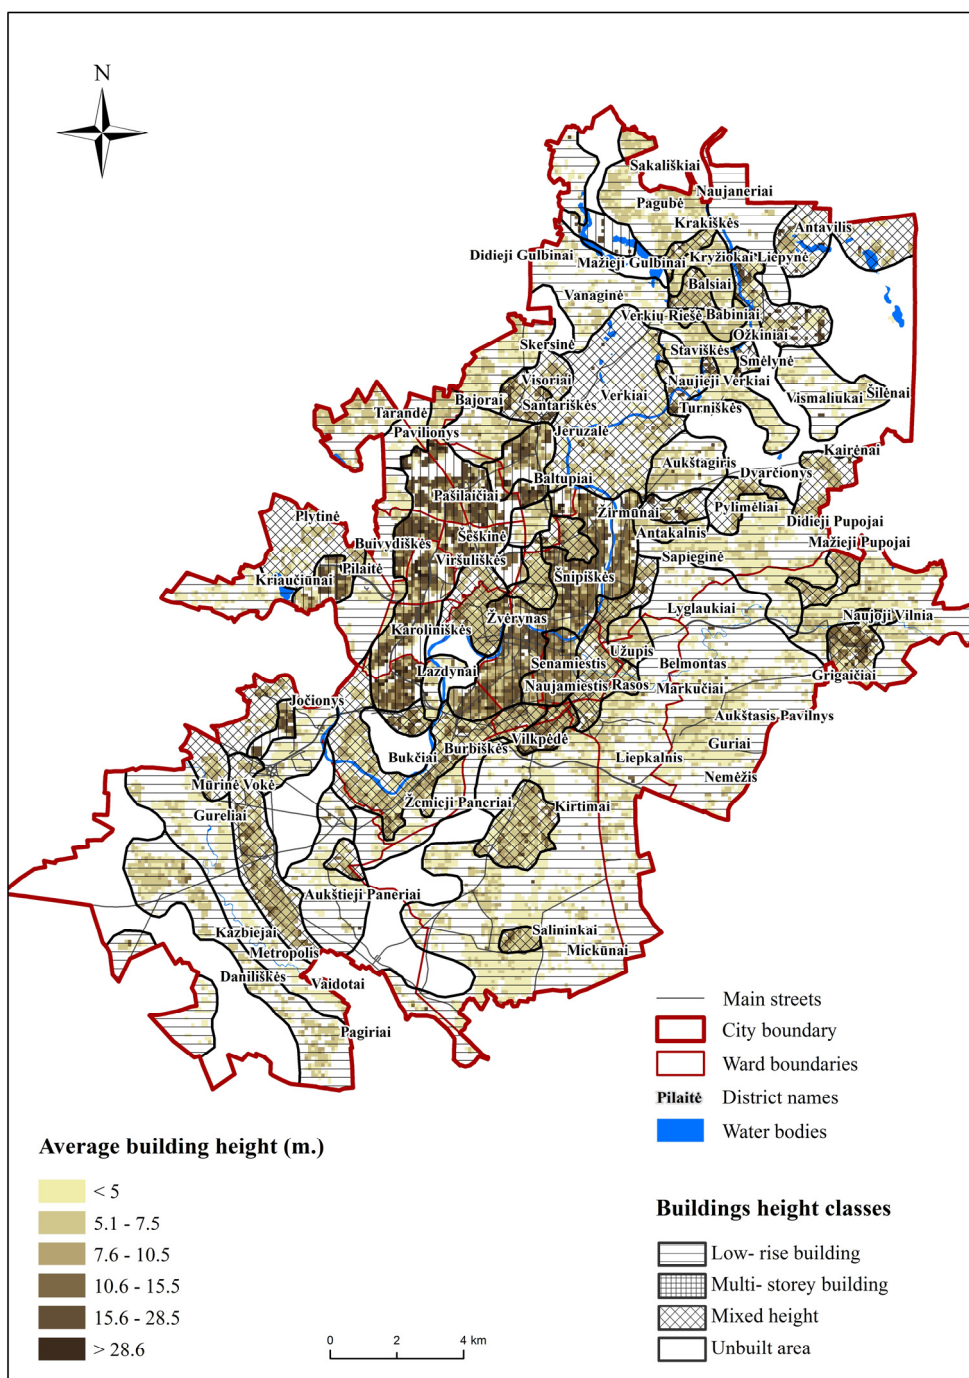 N
Sakališkiai
Naujaneriai
Pagubė
Krakiškės
Antavilis
Didieji Gulbinai
Mažieji Gulbinai
Kryžiokai
Liepynė
Balsiai
Vanaginė
Verkių Riešė
Babiniai
Ožkiniai
Skersinė
Staviškės
Smėlynė
Visoriai
Naujieji Verkiai
Bajorai
Santariškės
Verkiai
Vismaliukai
Šilėnai
Tarandė
Turniškės
Pavilionys
Jeruzalė
Kairėnai
Aukštagiris
Dvarčionys
Baltupiai
Pašilaičiai
Plytinė
Žirmūnai
Pylimėliai
Didieji Pupojai
Šeškinė
Antakalnis
Mažieji Pupojai
Buivydiškės
Viršuliškės
Sapieginė
Pilaitė
Kriaučiūnai
Šnipiškės
Lyglaukiai
Naujoji Vilnia
Žvėrynas
Karoliniškės
Užupis
Senamiestis
Belmontas
Lazdynai
Grigaičiai
Naujamiestis
Rasos
Markučiai
Jočionys
Aukštasis Pavilnys
Vilkpėdė
Burbiškės
Guriai
Bukčiai
Liepkalnis
Nemėžis
Mūrinė Vokė
Žemieji Paneriai
Kirtimai
Gureliai
Aukštieji Paneriai
Kazbiejai
Salininkai
Metropolis
Mickūnai
Daniliškės
Vaidotai
Pagiriai
Main streets
City boundary
Ward boundaries
Pilaitė District names
Water bodies
Average building height (m.)
< 5
5.1 - 7.5
7.6 - 10.5
10.6 - 15.5
15.6 - 28.5
> 28.6
0 2 4 km
Buildings height classes
Low- rise building
Multi- storey building
Mixed height
Unbuilt area